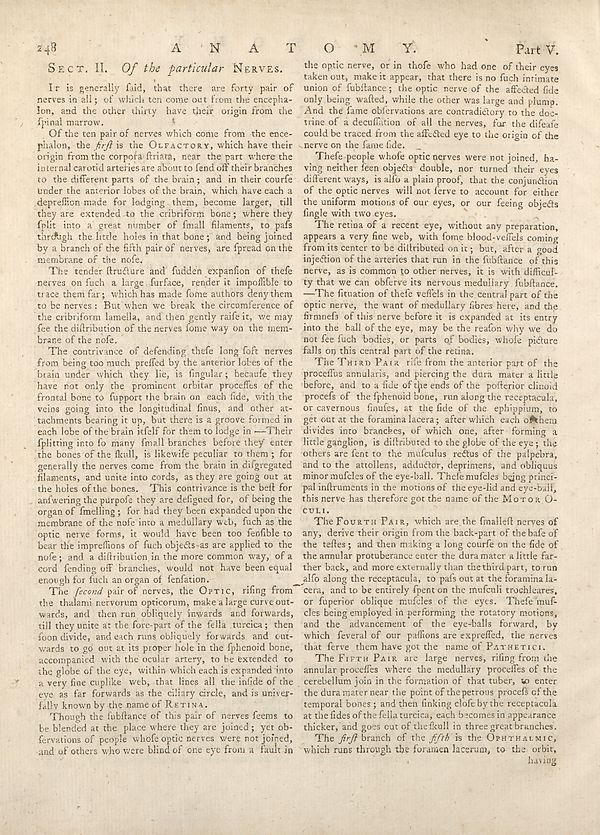 248 A N A T O M Y. Part V.
SECT. II. Of the particular NERVES.
IT is generally ſaid, that there are forty pair of
nerves in all; of which ten come out from the encepha-
lon, and the other thirty have their origin from the
ſpinal marrow.
Of the ten pair of nerves which come from the ence-
phalon, the firſt is the OLFACTORY, which have their
origin from the corpora ſtriata, near the part where the
internal carotid arteries are about to ſend off their branches
to the different parts of the brain; and in their courſe
under the anterior lobes of the brain, which have each a
depreſſion made for lodging them, become larger, till
they are extended to the cribriform bone; where they
ſplit into a great number of ſmall filaments, to paſs
through the little holes in that bone; and being joined
by a branch of the fifth pair of nerves, are ſpread on the
membrane of the noſe.
The tender ſtructure and ſudden expanſion of theſe
nerves on ſuch a large ſurface, render it impoſſible to
trace them far; which has made ſome authors deny them
to be nerves: But when we break the circumference of
the cribriform lamella, and then gently raiſe it, we may
ſee the diſtribution of the nerves ſome way on the mem-
brane of the noſe.
The contrivance of defending theſe long ſoft nerves
from being too much preſſed by the anterior lobes of the
brain under which they lie, is ſingular; becauſe they
have not only the prominent orbitar proceſſes of the
frontal bone to ſupport the brain on each ſide, with the
veins going into the longitudinal ſinus, and other at-
tachments bearing it up, but there is a groove formed in
each lobe of the brain itſelf for them to lodge in.—Their
ſplitting into ſo many ſmall branches before they enter
the bones of the ſkull, is likewiſe peculiar to them; for
generally the nerves come from the brain in diſgregated
filaments, and unite into cords, as they are going out at
the holes of the bones. This contrivance is the beſt for
anſwering the purpoſe they are deſigned for, of being the
organ of ſmelling; for had they been expanded upon the
membrane of the noſe into a medullary web, ſuch as the
optic nerve forms, it would have been too ſenſible to
bear the impreſſions of ſuch objects as are applied to the
noſe; and a diſtribution in the more common way, of a
cord ſending off branches, would not have been equal
enough for ſuch an organ of ſenſation.
The ſecond pair of nerves, the OPTIC, riſing from
the thalami nervorum opticorum, make a large curve out-
wards, and then run obliquely inwards and forwards,
till they unite at the fore-part of the ſella turcica; then
ſoon divide, and each runs obliquely forwards and out-
wards to go out at its proper hole in the ſphenoid bone,
accompanied with the ocular artery, to be extended to
the globe of the eye, within which each is expanded into
a very fine cuplike web, that lines all the inſide of the
eye as far forwards as the ciliary circle, and is univer-
ſally known by the name of RETINA.
Though the ſubſtance of this pair of nerves ſeems to
be blended at the place where they are joined; yet ob-
ſervations of people whoſe optic nerves were not joined,
and of others who were blind of one eye from a fault in
the optic nerve, or in thoſe who had one of their eyes
taken out, make it appear, that there is no ſuch intimate
union of ſubſtance; the optic nerve of the affected ſide
only being waſted, while the other was large and plump.
And the ſame obſervations are contradictory to the doc-
trine of a decuſſation of all the nerves, for the diſeaſe
could be traced from the affected eye to the origin of the
nerve on the ſame ſide.
Theſe people whoſe optic nerves were not joined, ha-
ving neither ſeen objects double, nor turned their eyes
different ways, is alſo a plain proof, that the conjunction
of the optic nerves will not ſerve to account for either
the uniform motions of our eyes, or our ſeeing objects
ſingle with two eyes.
The retina of a recent eye, without any preparation,
appears a very fine web, with ſome blood-veſſels coming
from its center to be diſtributed on it; but, after a good
injection of the arteries that run in the ſubſtance of this
nerve, as is common to other nerves, it is with difficul-
ty that we can obſerve its nervous medullary ſubſtance.
—The ſituation of theſe veſſels in the central part of the
optic nerve, the want of medullary fibres here, and the
firmneſs of this nerve before it is expanded at its entry
into the ball of the eye, may be the reaſon why we do
not ſee ſuch bodies, or parts of bodies, whoſe picture
falls on this central part of the retina.
The THIRD PAIR riſe from the anterior part of the
proceſſus annularis, and piercing the dura mater a little
before, and to a ſide of the ends of the poſterior clinoid
proceſs of the ſphenoid bone, run along the receptacula,
or cavernous ſinuſes, at the ſide of the ephippium, to
get out at the foramina lacera; after which each of them
divides into branches, of which one, after forming a
little ganglion, is diſtributed to the globe of the eye; the
others are ſent to the muſculus rectus of the palpebra,
and to the attollens, adductor, deprimens, and obliquus
minor muſcles of the eye-ball. Theſe muſcles being princi-
pal inſtruments in the motions of the eye-lid and eye-ball,
this nerve has therefore got the name of the MOTOR O-
CULI.
The FOURTH PAIR, which are the ſmalleſt nerves of
any, derive their origin from the back-part of the baſe of
the teſtes; and then making a long courſe on the ſide of
the annular protuberance enter the dura mater a little far-
ther back, and more externally than the third part, to run
alſo along the receptacula, to paſs out at the foramina la-
cera, and to be entirely ſpent on the muſculi trochleares,
or ſuperior oblique muſcles of the eyes. Theſe muſ-
cles being employed in performing the rotatory motions,
and the advancement of the eye-balls forward, by
which ſeveral of our paſſions are expreſſed, the nerves
that ſerve them have got the name of PATHETICI.
The FIFTH PAIR are large nerves, riſing from the
annular proceſſes where the medullary proceſſes of the
cerebellum join in the formation of that tuber, to enter
the dura mater near the point of the petrous proceſs of the
temporal bones; and then ſinking cloſe by the receptacula
at the ſides of the ſella turcica, each becomes in appearance
thicker, and goes out of the ſkull in three great branches.
The firſt branch of the fifth is the OPHTHALMIC,
which runs through the foramen lacerum, to the orbit,
having